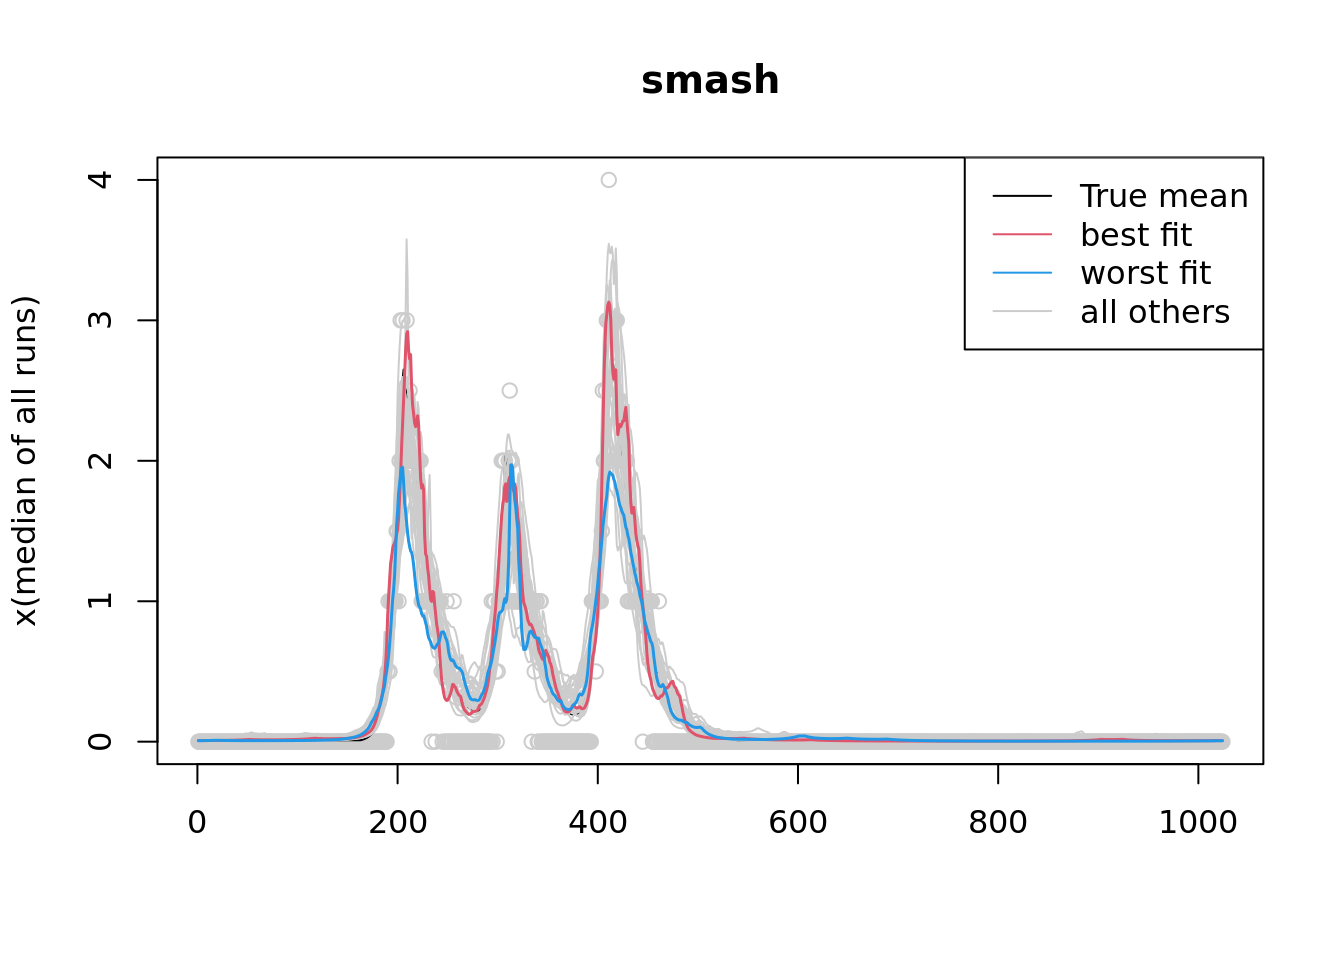 smash
x(median of all runs)
4
3
2
1
0
True mean
best fit
worst fit
all others
0 200 400 600 800 1000